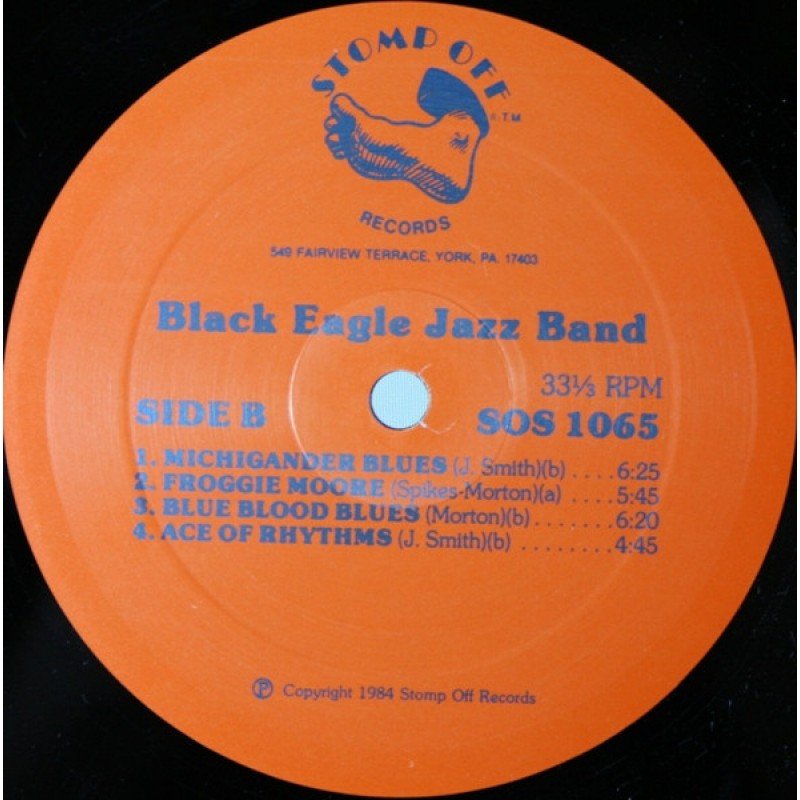 STOMP OFF
R.T.M.
RECORDS
549 FAIRVIEW TERRACE, YORK, PA. 17403
Black Eagle Jazz Band
33⅓ RPM
SIDE B SOS 1065
1. MICHIGANDER BLUES (J. Smith)(b) ....6:25
2. FROGGIE MOORE (Spikes-Morton)(a) ....5:45
3. BLUE BLOOD BLUES (Morton)(b).......6:20
4. ACE OF RHYTHMS (J. Smith)(b) ........4:45
Ⓟ Copyright 1984 Stomp Off Records